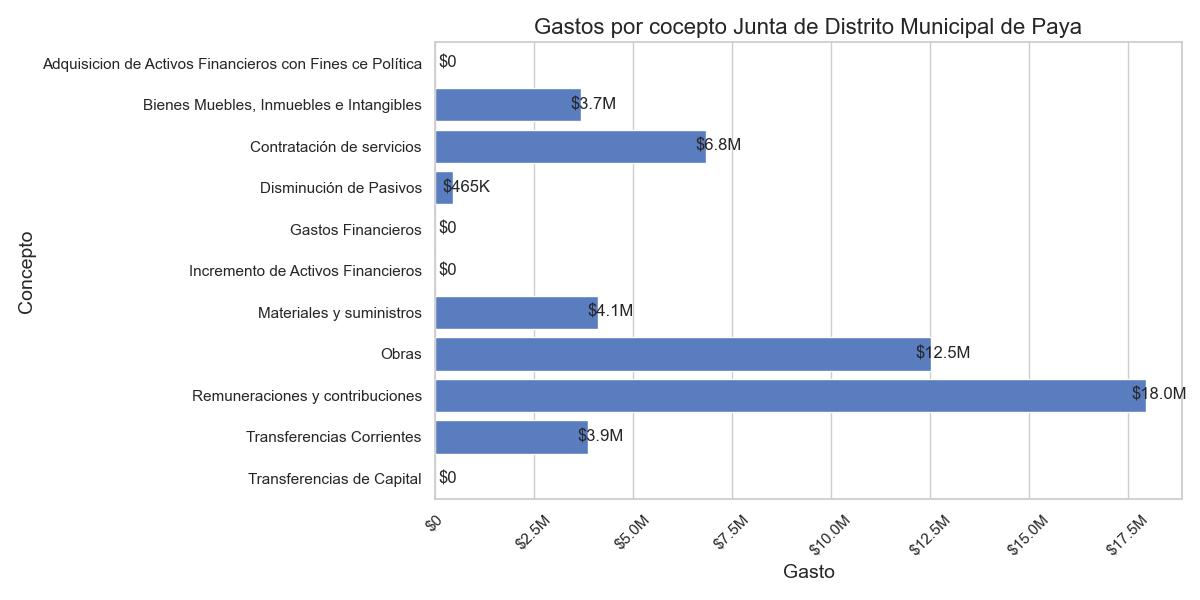 Gastos por cocepto Junta de Distrito Municipal de Paya
Adquisicion de Activos Financieros con Fines ce Política $0
Bienes Muebles, Inmuebles e Intangibles $3.7M
Contratación de servicios $6.8M
Disminución de Pasivos $465K
Gastos Financieros $0
Incremento de Activos Financieros $0
Materiales y suministros $4.1M
Obras $12.5M
Remuneraciones y contribuciones $18.0M
Transferencias Corrientes $3.9M
Transferencias de Capital $0
Concepto
$0 $2.5M $5.0M $7.5M $10.0M $12.5M $15.0M $17.5M
Gasto